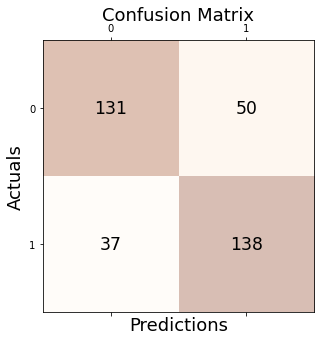 Confusion Matrix
0 1
0 131 50
Actuals
1 37 138
Predictions